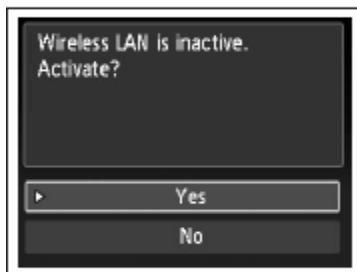 Wireless LAN is inactive.
Activate?
Yes
No